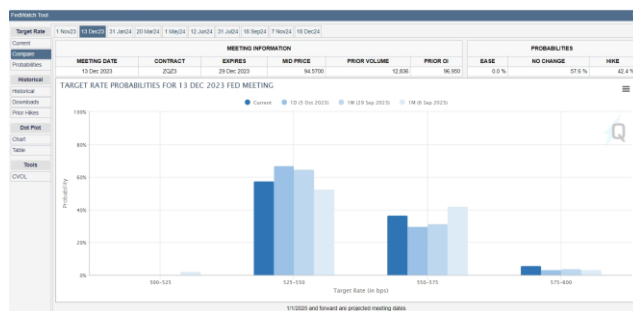 FedWatch Tool
Target Rate
1 Nov23 13 Dec23 31 Jan24 20 Mar24 1 May24 12 Jun24 31 Jul24 18 Sep24 7 Nov24 18 Dec24
Current
Compare
Probabilities
Historical
Historical
Downloads
Prior Hikes
Dot Plot
Chart
Table
Tools
CVOL
MEETING INFORMATION
PROBABILITIES
MEETING DATE CONTRACT EXPIRES MID PRICE PRIOR VOLUME PRIOR OI EASE NO CHANGE HIKE
13 Dec 2023 ZQZ3 29 Dec 2023 94.5700 12,836 96,950 0.0 % 57.6 % 42.4 %
TARGET RATE PROBABILITIES FOR 13 DEC 2023 FED MEETING
Current 1D (5 Oct 2023) 1W (29 Sep 2023) 1M (6 Sep 2023)
Q
Probability
100%
80%
60%
40%
20%
0%
500-525 525-550 550-575 575-600
Target Rate (in bps)
1/1/2025 and forward are projected meeting dates